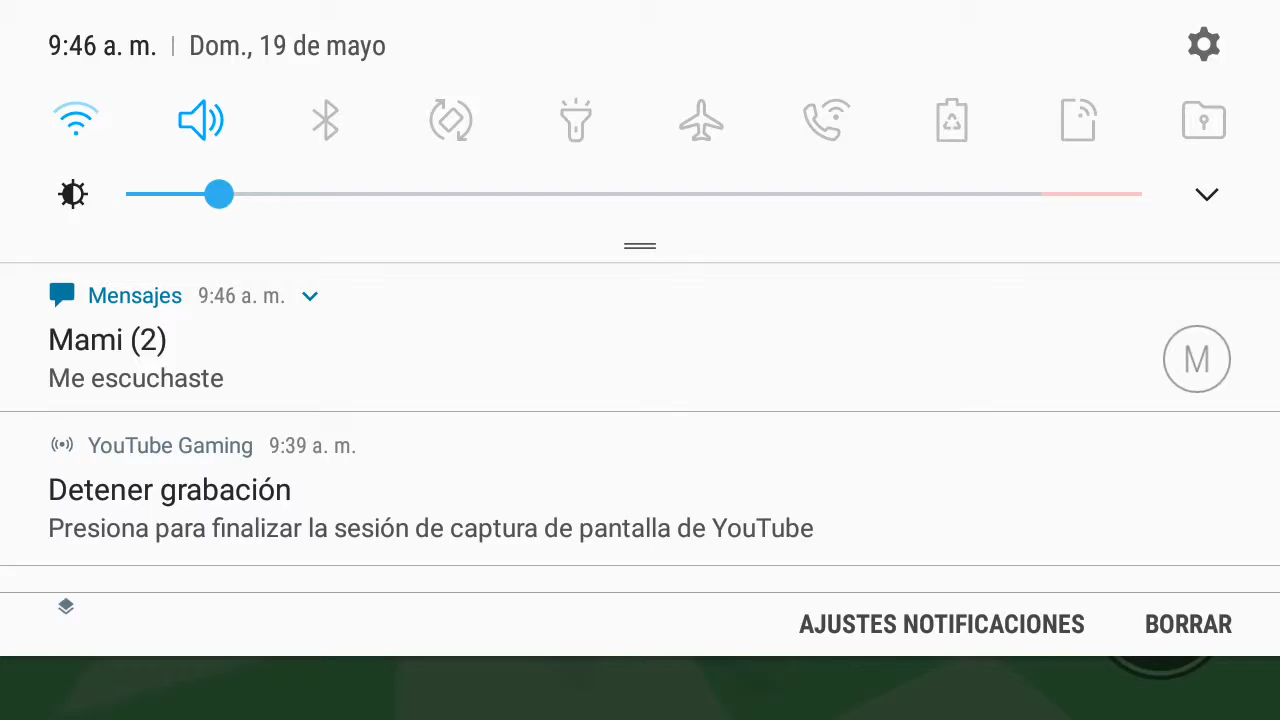 9:46 a. m. | Dom., 19 de mayo
Mensajes 9:46 a. m.
Mami (2)
Me escuchaste
M
YouTube Gaming 9:39 a. m.
Detener grabación
Presiona para finalizar la sesión de captura de pantalla de YouTube
AJUSTES NOTIFICACIONES BORRAR